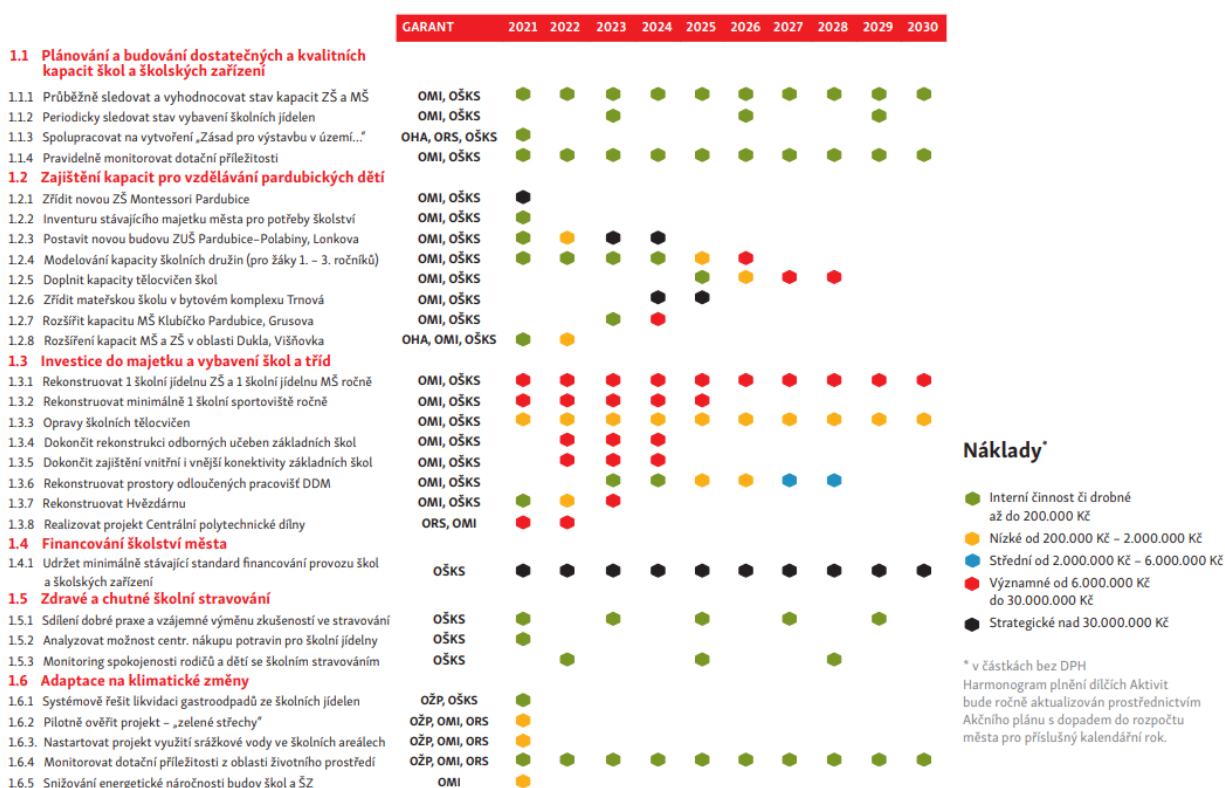 GARANT 2021 2022 2023 2024 2025 2026 2027 2028 2029 2030
1.1 Plánování a budování dostatečných a kvalitních
kapacit škol a školských zařízení
1.1.1 Průběžně sledovat a vyhodnocovat stav kapacit ZŠ a MŠ OMI, OŠKS
1.1.2 Periodicky sledovat stav vybavení školních jídelen OMI, OŠKS
1.1.3 Spolupracovat na vytvoření „Zásad pro výstavbu v území...“ OHA, ORS, OŠKS
1.1.4 Pravidelně monitorovat dotační příležitosti OMI, OŠKS
1.2 Zajištění kapacit pro vzdělávání pardubických dětí
1.2.1 Zřídit novou ZŠ Montessori Pardubice OMI, OŠKS
1.2.2 Inventuru stávajícího majetku města pro potřeby školství OMI, OŠKS
1.2.3 Postavit novou budovu ZUŠ Pardubice–Polabiny, Lonkova OMI, OŠKS
1.2.4 Modelování kapacity školních družin (pro žáky 1. – 3. ročníků) OMI, OŠKS
1.2.5 Doplnit kapacity tělocvičen škol OMI, OŠKS
1.2.6 Zřídit mateřskou školu v bytovém komplexu Trnová OMI, OŠKS
1.2.7 Rozšířit kapacitu MŠ Klubíčko Pardubice, Grusova OMI, OŠKS
1.2.8 Rozšíření kapacit MŠ a ZŠ v oblasti Dukla, Višňovka OHA, OMI, OŠKS
1.3 Investice do majetku a vybavení škol a tříd
1.3.1 Rekonstruovat 1 školní jídelnu ZŠ a 1 školní jídelnu MŠ ročně OMI, OŠKS
1.3.2 Rekonstruovat minimálně 1 školní sportoviště ročně OMI, OŠKS
1.3.3 Opravy školních tělocvičen OMI, OŠKS
1.3.4 Dokončit rekonstrukci odborných učeben základních škol OMI, OŠKS
1.3.5 Dokončit zajištění vnitřní i vnější konektivity základních škol OMI, OŠKS
1.3.6 Rekonstruovat prostory odloučených pracovišť DDM OMI, OŠKS
1.3.7 Rekonstruovat Hvězdárnu OMI, OŠKS
1.3.8 Realizovat projekt Centrální polytechnické dílny ORS, OMI
1.4 Financování školství města
1.4.1 Udržet minimálně stávající standard financování provozu škol
a školských zařízení OŠKS
1.5 Zdravé a chutné školní stravování
1.5.1 Sdílení dobré praxe a vzájemné výměnu zkušeností ve stravování OŠKS
1.5.2 Analyzovat možnost centr. nákupu potravin pro školní jídelny OŠKS
1.5.3 Monitoring spokojenosti rodičů a dětí se školním stravováním OŠKS
1.6 Adaptace na klimatické změny
1.6.1 Systémově řešit likvidaci gastroodpadů ze školních jídelen OŽP, OŠKS
1.6.2 Pilotně ověřit projekt – „zelené střechy“ OŽP, OMI, ORS
1.6.3. Nastartovat projekt využití srážkové vody ve školních areálech OŽP, OMI, ORS
1.6.4 Monitorovat dotační příležitosti z oblasti životního prostředí OŽP, OMI, ORS
1.6.5 Snižování energetické náročnosti budov škol a ŠZ OMI
Náklady*
Interní činnost či drobné
až do 200.000 Kč
Nízké od 200.000 Kč – 2.000.000 Kč
Střední od 2.000.000 Kč – 6.000.000 Kč
Významné od 6.000.000 Kč
do 30.000.000 Kč
Strategické nad 30.000.000 Kč
* v částkách bez DPH
Harmonogram plnění dílčích Aktivit
bude ročně aktualizován prostřednictvím
Akčního plánu s dopadem do rozpočtu
města pro příslušný kalendářní rok.